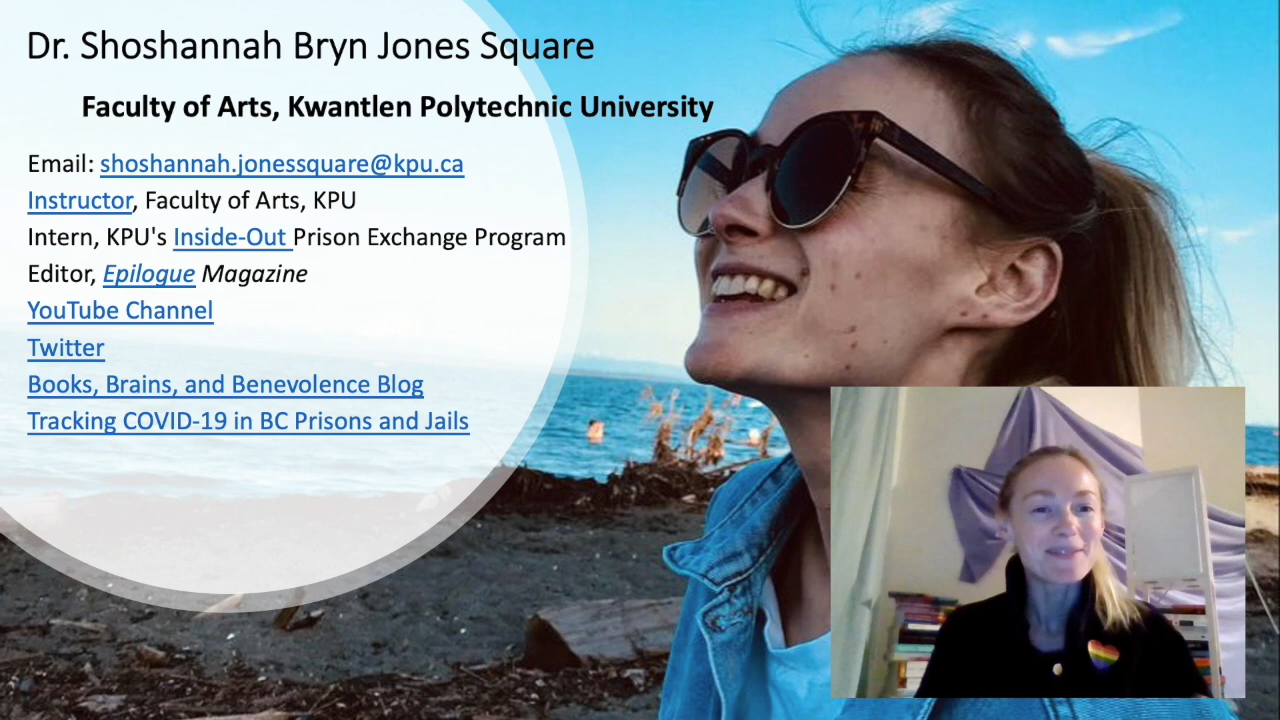 Dr. Shoshannah Bryn Jones Square
Faculty of Arts, Kwantlen Polytechnic University
Email: shoshannah.jonessquare@kpu.ca
Instructor, Faculty of Arts, KPU
Intern, KPU's Inside-Out Prison Exchange Program
Editor, Epilogue Magazine
YouTube Channel
Twitter
Books, Brains, and Benevolence Blog
Tracking COVID-19 in BC Prisons and Jails